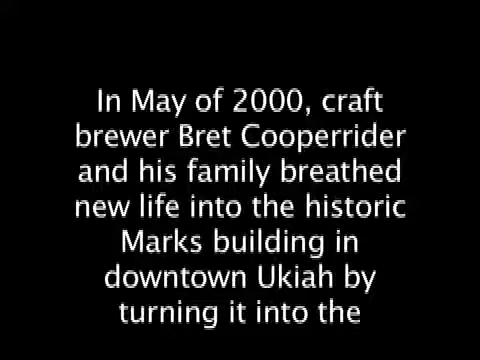 In May of 2000, craft
brewer Bret Cooperrider
and his family breathed
new life into the historic
Marks building in
downtown Ukiah by
turning it into the